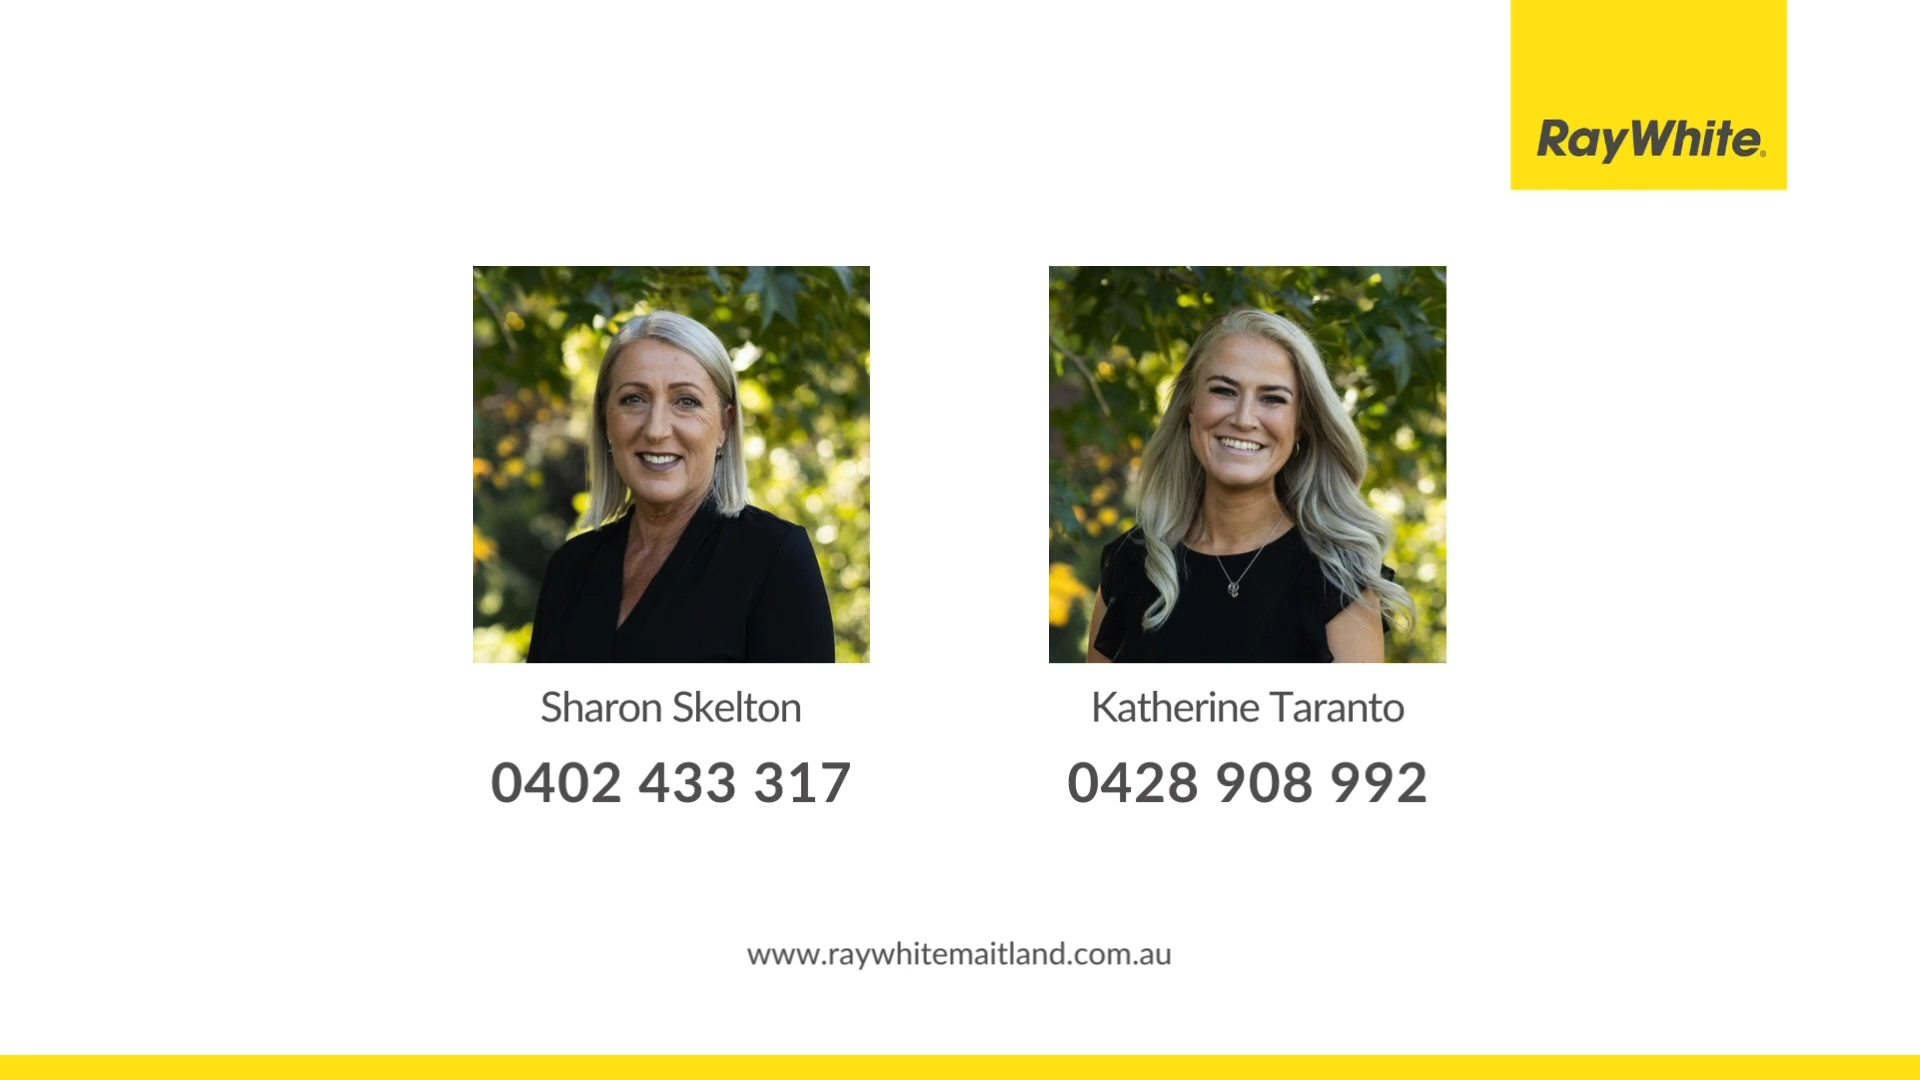 RayWhite®
Sharon Skelton
0402 433 317
Katherine Taranto
0428 908 992
www.raywhitemaitland.com.au